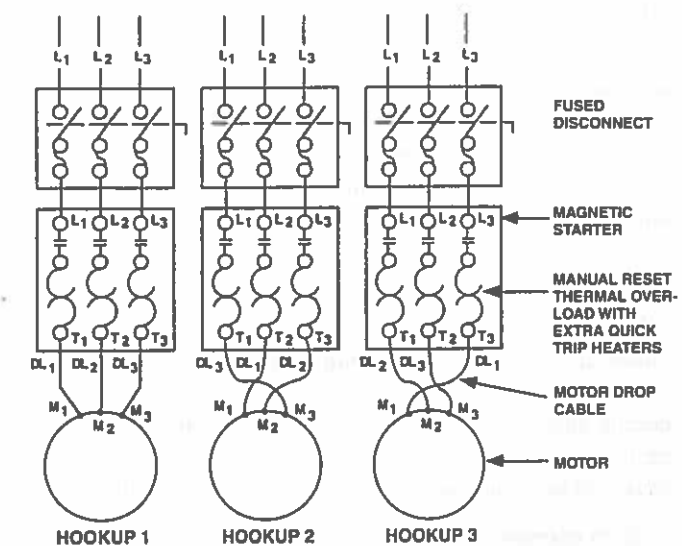 L1 L2 L3
L1 L2 L3
L1 L2 L3
FUSED
DISCONNECT
L1 L2 L3
L1 L2 L3
L1 L2 L3
MAGNETIC
STARTER
MANUAL RESET
THERMAL OVER-
LOAD WITH
EXTRA QUICK
TRIP HEATERS
T1 T2 T3
T1 T2 T3
T1 T2 T3
DL1 DL2 DL3
DL3 DL1 DL2
DL2 DL3 DL1
MOTOR DROP
CABLE
M1 M2 M3
M1 M2 M3
M1 M2 M3
MOTOR
HOOKUP 1
HOOKUP 2
HOOKUP 3